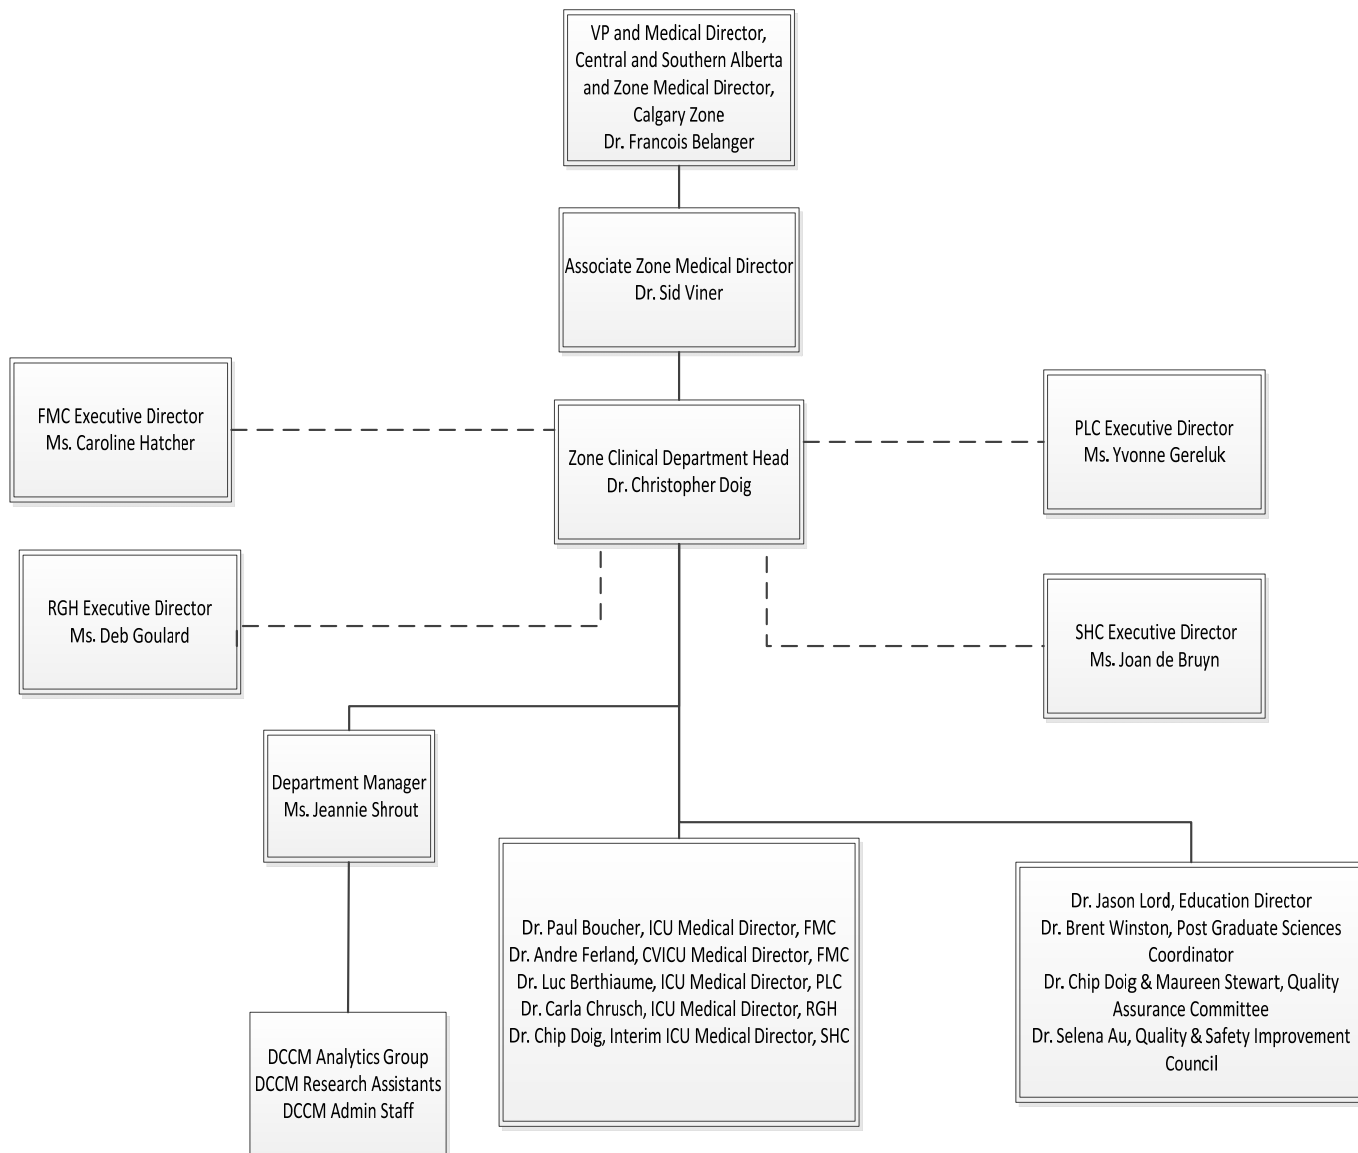 VP and Medical Director,
Central and Southern Alberta
and Zone Medical Director,
Calgary Zone
Dr. Francois Belanger
Associate Zone Medical Director
Dr. Sid Viner
FMC Executive Director
Ms. Caroline Hatcher
Zone Clinical Department Head
Dr. Christopher Doig
PLC Executive Director
Ms. Yvonne Gereluk
RGH Executive Director
Ms. Deb Goulard
SHC Executive Director
Ms. Joan de Bruyn
Department Manager
Ms. Jeannie Shrout
Dr. Paul Boucher, ICU Medical Director, FMC
Dr. Andre Ferland, CVICU Medical Director, FMC
Dr. Luc Berthiaume, ICU Medical Director, PLC
Dr. Carla Chrusch, ICU Medical Director, RGH
Dr. Chip Doig, Interim ICU Medical Director, SHC
Dr. Jason Lord, Education Director
Dr. Brent Winston, Post Graduate Sciences
Coordinator
Dr. Chip Doig & Maureen Stewart, Quality
Assurance Committee
Dr. Selena Au, Quality & Safety Improvement
Council
DCCM Analytics Group
DCCM Research Assistants
DCCM Admin Staff